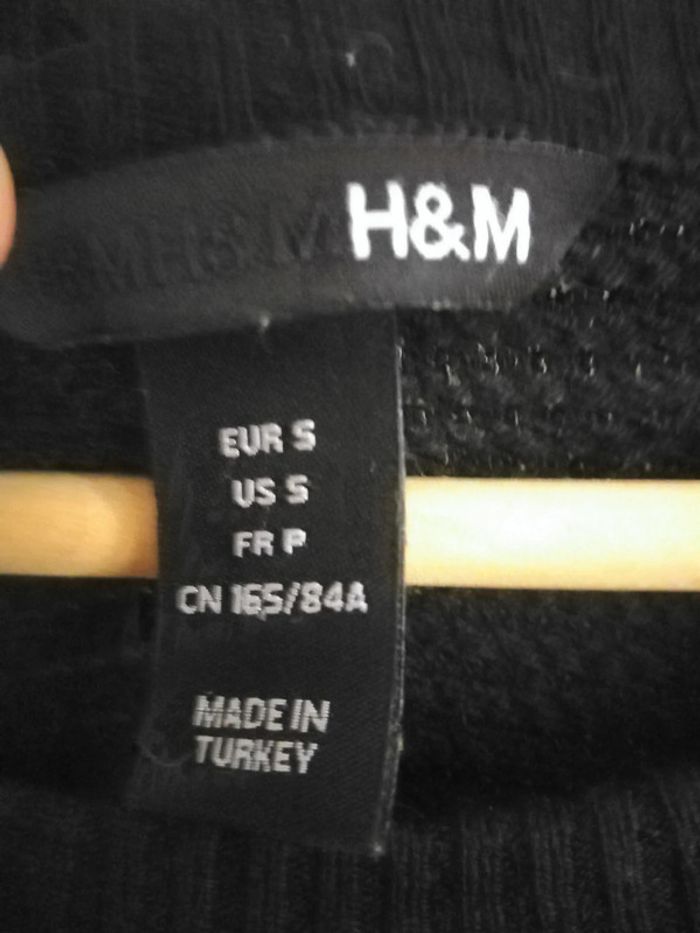 H&M
EUR S
US S
FR P
CN 165/84A
MADE IN
TURKEY